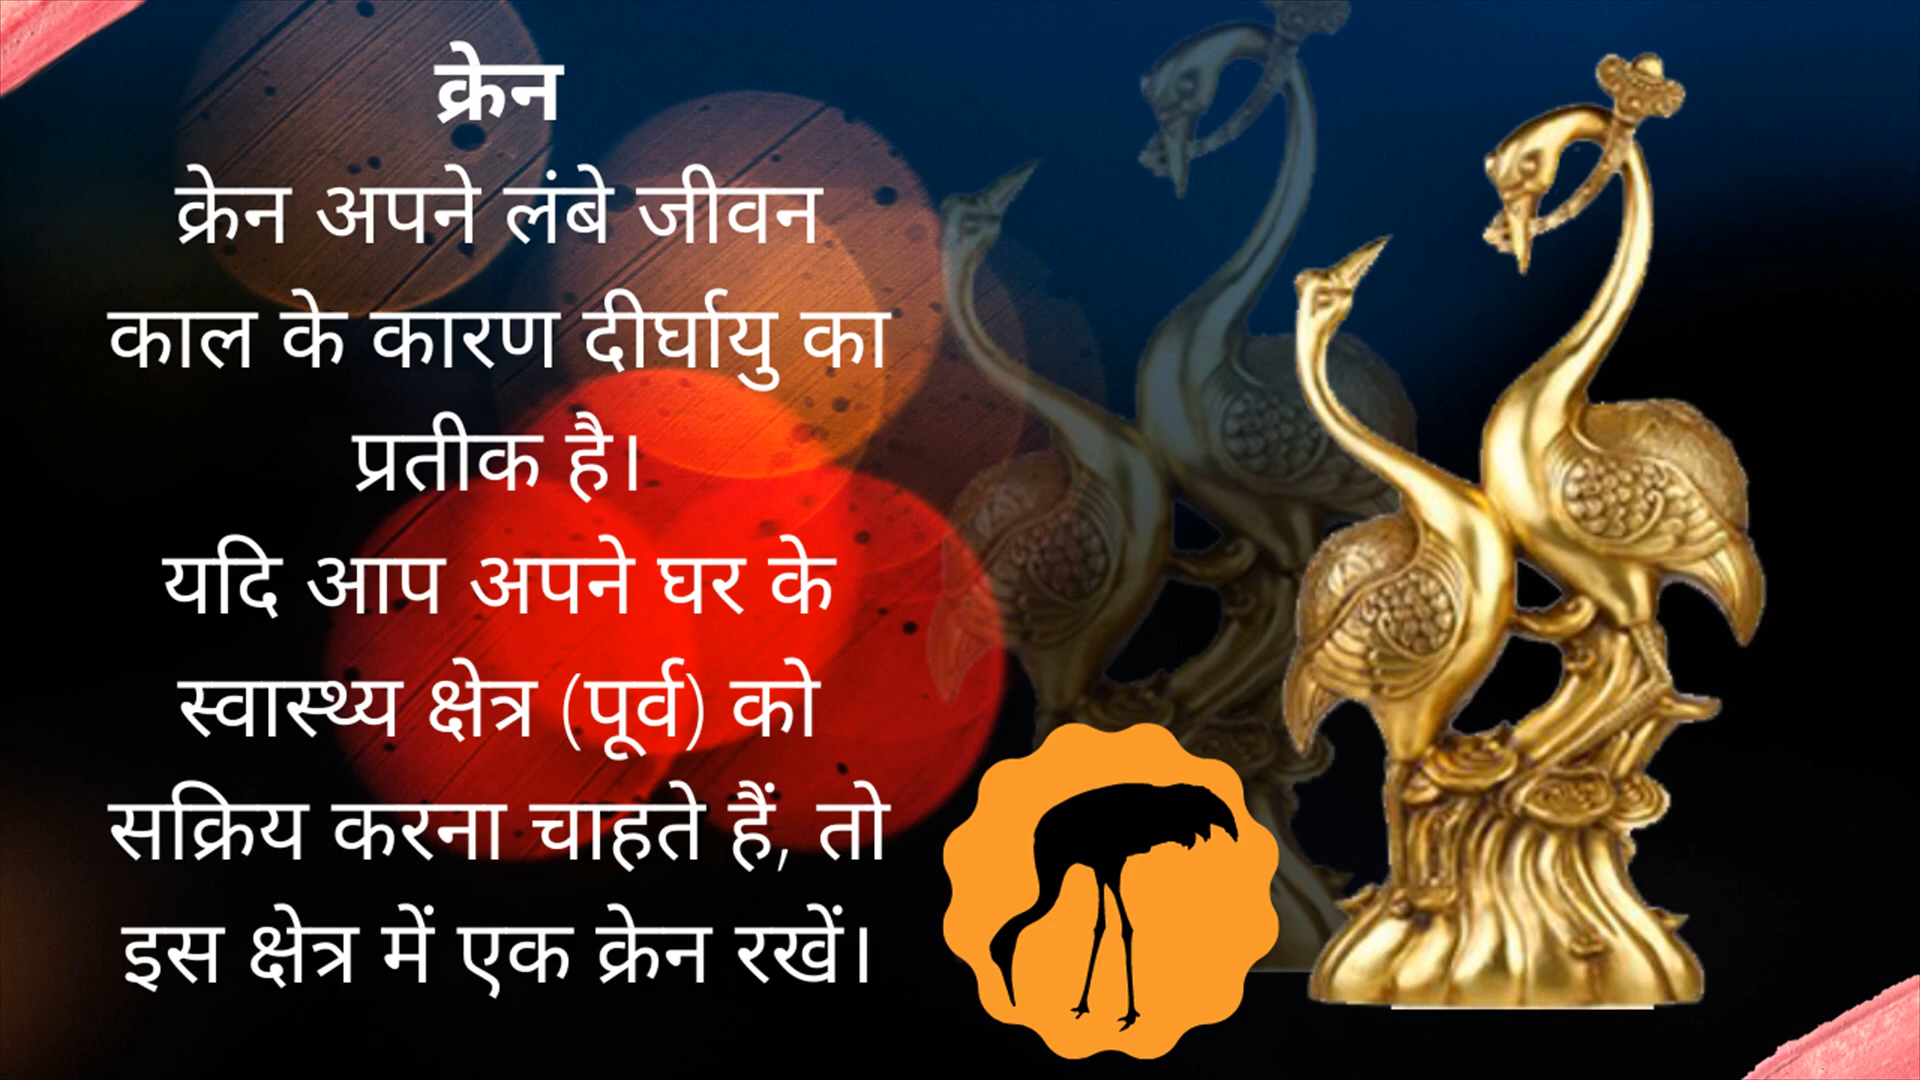 क्रेन
क्रेन अपने लंबे जीवन
काल के कारण दीर्घायु का
प्रतीक है।
यदि आप अपने घर के
स्वास्थ्य क्षेत्र (पूर्व) को
सक्रिय करना चाहते हैं, तो
इस क्षेत्र में एक क्रेन रखें।